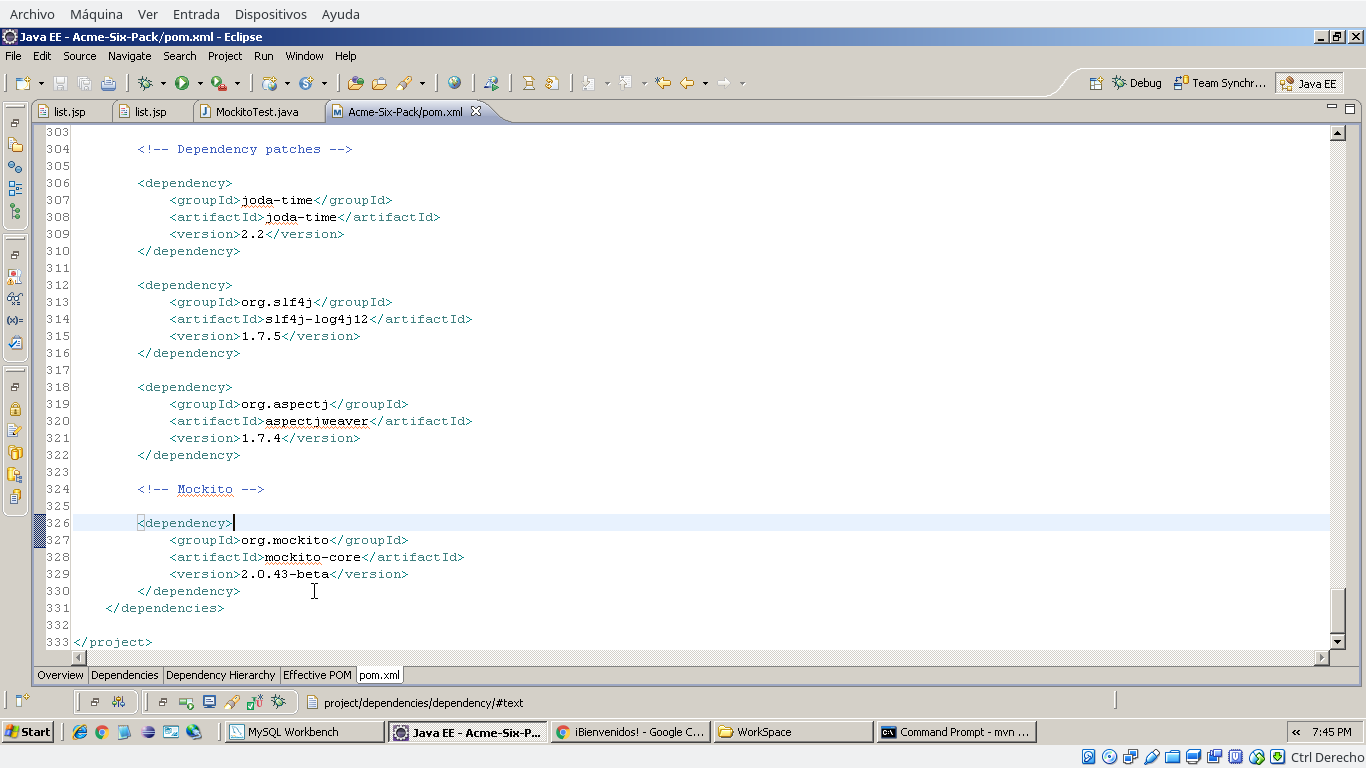 Archivo Máquina Ver Entrada Dispositivos Ayuda
Java EE - Acme-Six-Pack/pom.xml - Eclipse
File Edit Source Navigate Search Project Run Window Help
Debug Team Synchr... Java EE
list.jsp list.jsp MockitoTest.java Acme-Six-Pack/pom.xml
303
304 <!-- Dependency patches -->
305
306 <dependency>
307 <groupId>joda-time</groupId>
308 <artifactId>joda-time</artifactId>
309 <version>2.2</version>
310 </dependency>
311
312 <dependency>
313 <groupId>org.slf4j</groupId>
314 <artifactId>slf4j-log4j12</artifactId>
315 <version>1.7.5</version>
316 </dependency>
317
318 <dependency>
319 <groupId>org.aspectj</groupId>
320 <artifactId>aspectjweaver</artifactId>
321 <version>1.7.4</version>
322 </dependency>
323
324 <!-- Mockito -->
325
326 <dependency>
327 <groupId>org.mockito</groupId>
328 <artifactId>mockito-core</artifactId>
329 <version>2.0.43-beta</version>
330 </dependency>
331 </dependencies>
332
333 </project>
Overview Dependencies Dependency Hierarchy Effective POM pom.xml
project/dependencies/dependency/#text
Start MySQL Workbench Java EE - Acme-Six-P... ¡Bienvenidos! - Google C... WorkSpace Command Prompt - mvn ... « 7:45 PM
Ctrl Derecho